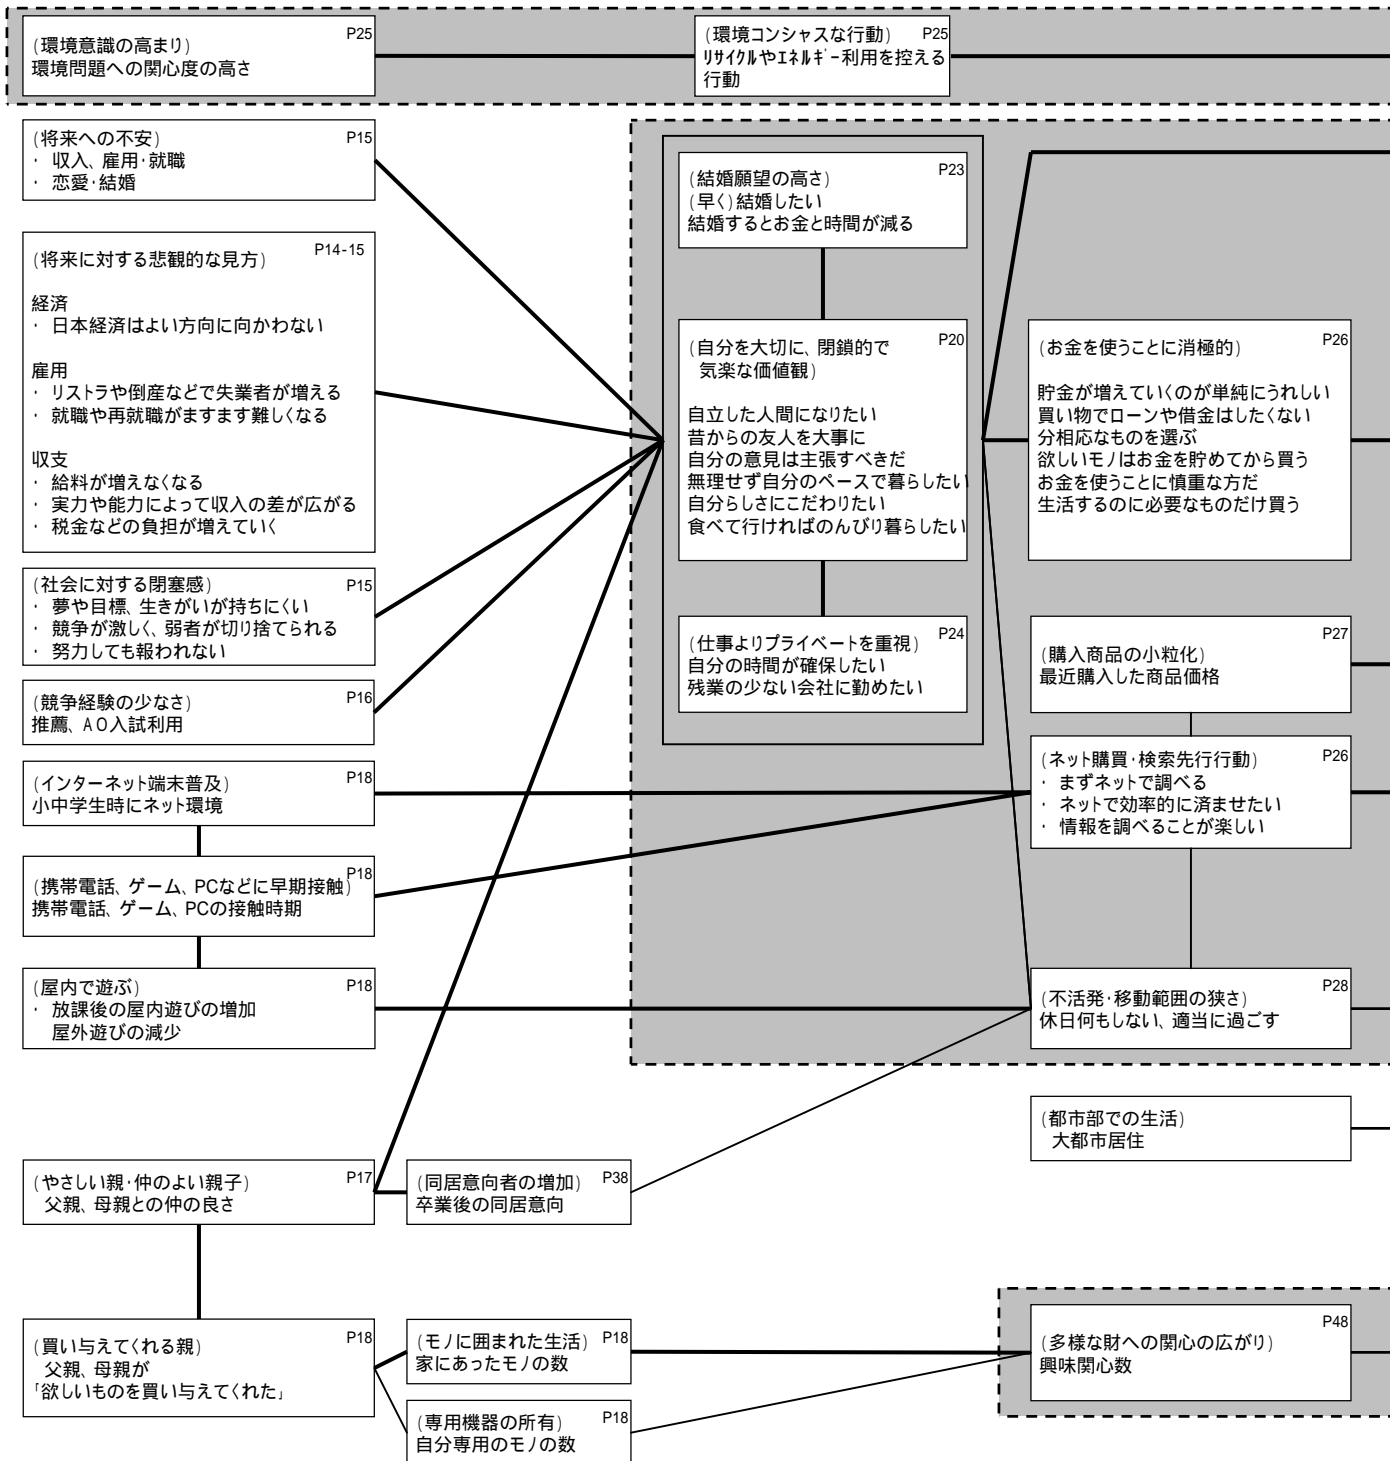 (環境意識の高まり) P25
環境問題への関心度の高さ
(環境コンシャスな行動) P25
リサイクルやエネルギー利用を控える
行動
(将来への不安) P15
・ 収入、雇用・就職
・ 恋愛・結婚
(将来に対する悲観的な見方) P14-15
経済
・ 日本経済はよい方向に向かわない
雇用
・ リストラや倒産などで失業者が増える
・ 就職や再就職がますます難しくなる
収支
・ 給料が増えなくなる
・ 実力や能力によって収入の差が広がる
・ 税金などの負担が増えていく
(社会に対する閉塞感) P15
・ 夢や目標、生きがいが持ちにくい
・ 競争が激しく、弱者が切り捨てられる
・ 努力しても報われない
(競争経験の少なさ) P16
推薦、AO入試利用
(インターネット端末普及) P18
小中学生時にネット環境
(携帯電話、ゲーム、PCなどに早期接触) P18
携帯電話、ゲーム、PCの接触時期
(屋内で遊ぶ) P18
・ 放課後の屋内遊びの増加
屋外遊びの減少
(やさしい親・仲のよい親子) P17
父親、母親との仲の良さ
(買い与えてくれる親) P18
父親、母親が
「欲しいものを買い与えてくれた」
(同居意向者の増加) P38
卒業後の同居意向
(モノに囲まれた生活) P18
家にあったモノの数
(専用機器の所有) P18
自分専用のモノの数
(結婚願望の高さ) P23
(早く)結婚したい
結婚するとお金と時間が減る
(自分を大切に、閉鎖的で P20
気楽な価値観)
自立した人間になりたい
昔からの友人を大事に
自分の意見は主張すべきだ
無理せず自分のペースで暮らしたい
自分らしさにこだわりたい
食べて行ければのんびり暮らしたい
(仕事よりプライベートを重視) P24
自分の時間が確保したい
残業の少ない会社に勤めたい
(お金を使うことに消極的) P26
貯金が増えていくのが単純にうれしい
買い物でローンや借金はしたくない
分相応なものを選ぶ
欲しいモノはお金を貯めてから買う
お金を使うことに慎重な方だ
生活するのに必要なものだけ買う
(購入商品の小粒化) P27
最近購入した商品価格
(ネット購買・検索先行行動) P26
・ まずネットで調べる
・ ネットで効率的に済ませたい
・ 情報を調べることが楽しい
(不活発・移動範囲の狭さ) P28
休日何もしない、適当に過ごす
(都市部での生活)
大都市居住
(多様な財への関心の広がり) P48
興味関心数